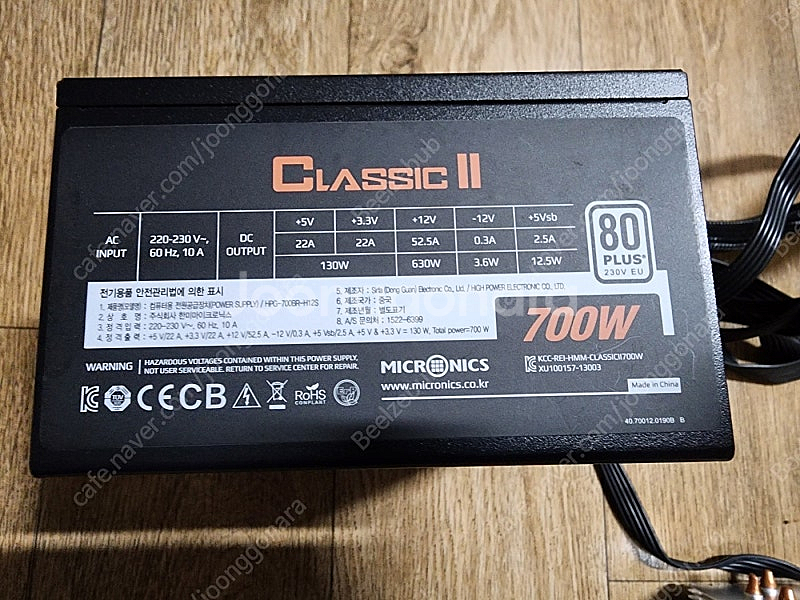 CLASSIC II
AC INPUT
220-230 V~, 60 Hz, 10 A
DC OUTPUT
+5V +3.3V +12V -12V +5Vsb
22A 22A 52.5A 0.3A 2.5A
130W 630W 3.6W 12.5W
80 PLUS
230V EU
전기용품 안전관리법에 의한 표시
1. 제품명(모델명) : 컴퓨터용 전원공급장치(POWER SUPPLY) / HPG-700BR-H12S
2. 상 호 명 : 주식회사 한미마이크로닉스
3. 정 격 입 력 : 220-230 V~, 60 Hz, 10 A
4. 정 격 출 력 : +5 V/22 A, +3.3 V/22 A, +12 V/52.5 A, -12 V/0.3 A, +5 Vsb/2.5 A, +5 V & +3.3 V = 130 W, Total power=700 W
5. 제조자 : Sirfa (Dong Guan) Electronic Co., Ltd. / HIGH POWER ELECTRONIC CO., LTD.
6. 제조국가 : 중국
7. 제조년월 : 별도표기
8. A/S 문의처 : 1522-6399
700W
WARNING
HAZARDOUS VOLTAGES CONTAINED WITHIN THIS POWER SUPPLY.
NOT USER SERVICEABLE. RETURN TO SERVICE CENTER FOR REPAIR.
MICRONICS
www.micronics.co.kr
KCC-REI-HMM-CLASSICII700W
XU100157-13003
Made in China
TUV
CE CB
RoHS
COMPLIANT
40.70012.0190B B
Joonggonara
cafe.naver.com/joonggonara
Beelzebubhub